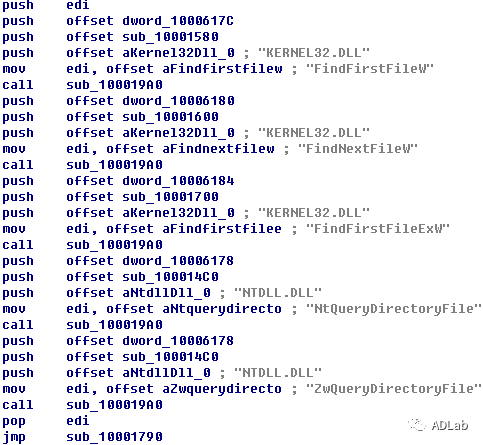 push edi
push offset dword_1000617C
push offset sub_10001580
push offset aKernel32Dll_0 ; "KERNEL32.DLL"
mov edi, offset aFindfirstfilew ; "FindFirstFileW"
call sub_100019A0
push offset dword_10006180
push offset sub_10001600
push offset aKernel32Dll_0 ; "KERNEL32.DLL"
mov edi, offset aFindnextfilew ; "FindNextFileW"
call sub_100019A0
push offset dword_10006184
push offset sub_10001700
push offset aKernel32Dll_0 ; "KERNEL32.DLL"
mov edi, offset aFindfirstfilee ; "FindFirstFileExW"
call sub_100019A0
push offset dword_10006178
push offset sub_100014C0
push offset aNtdllDll_0 ; "NTDLL.DLL"
mov edi, offset aNtquerydirecto ; "NtQueryDirectoryFile"
call sub_100019A0
push offset dword_10006178
push offset sub_100014C0
push offset aNtdllDll_0 ; "NTDLL.DLL"
mov edi, offset aZwquerydirecto ; "ZwQueryDirectoryFile"
call sub_100019A0
pop edi
jmp sub_10001790
ADLab